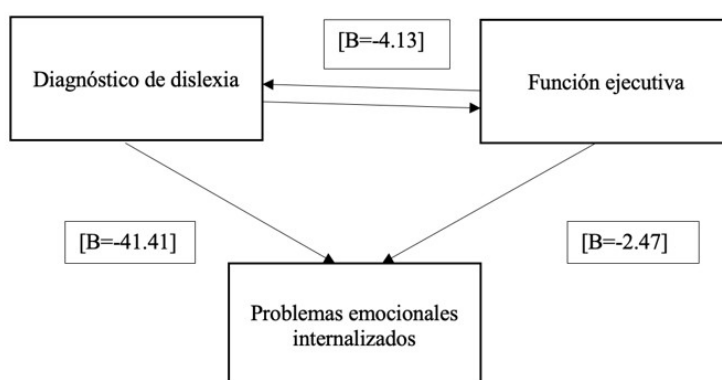 [B=-4.13]
Diagnóstico de dislexia
Función ejecutiva
[B=-41.41]
[B=-2.47]
Problemas emocionales
internalizados